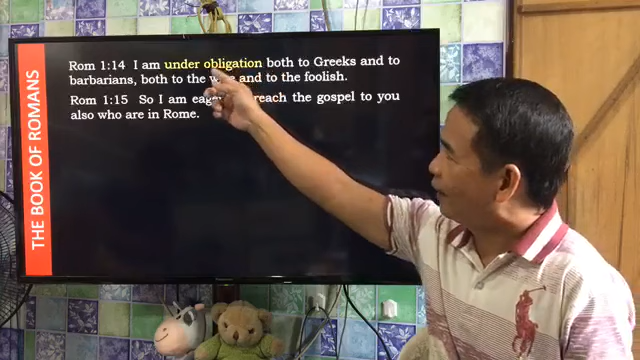 THE BOOK OF ROMANS
Rom 1:14 I am under obligation both to Greeks and to
barbarians, both to the wise and to the foolish.
Rom 1:15 So I am eager preach the gospel to you
also who are in Rome.